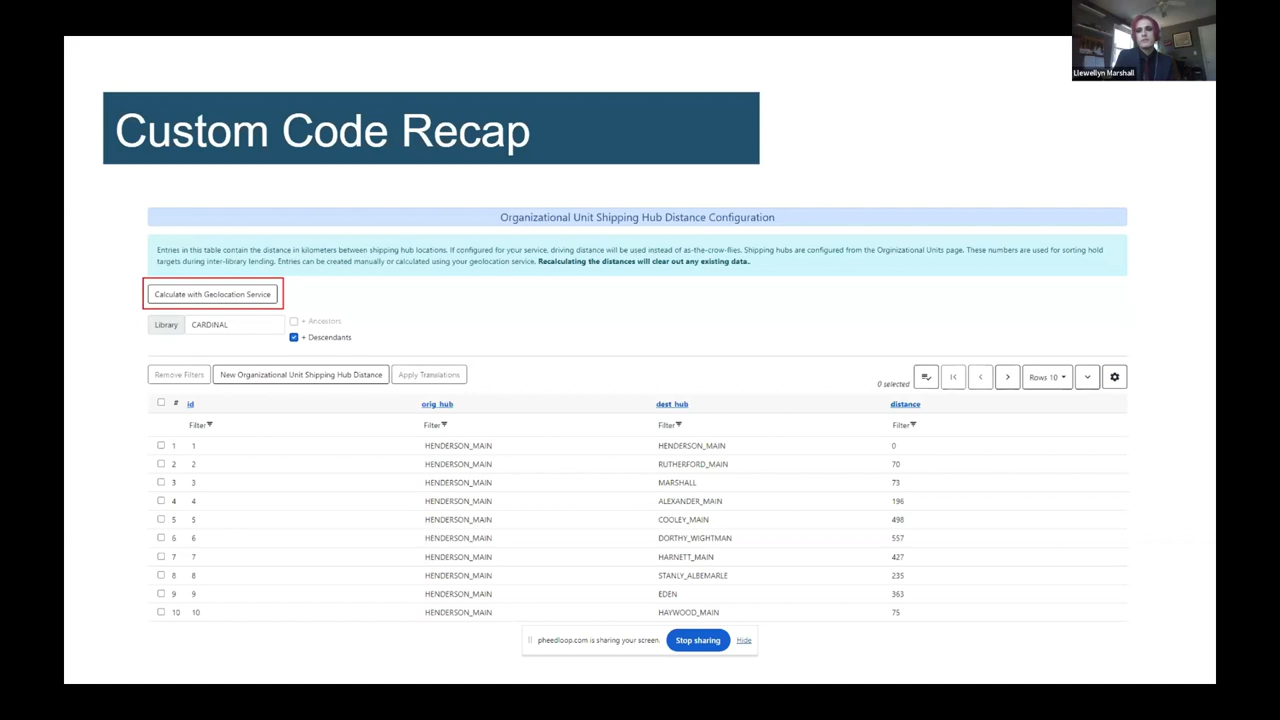 Llewellyn Marshall
Custom Code Recap
Organizational Unit Shipping Hub Distance Configuration
Entries in this table contain the distance in kilometers between shipping hub locations. If configured for your service, driving distance will be used instead of as-the-crow-flies. Shipping hubs are configured from the Orginizational Units page. These numbers are used for sorting hold
targets during inter-library lending. Entries can be created manually or calculated using your geolocation service. Recalculating the distances will clear out any existing data..
Calculate with Geolocation Service
Library CARDINAL + Ancestors
+ Descendants
Remove Filters New Organizational Unit Shipping Hub Distance Apply Translations 0 selected Rows 10
# id orig_hub dest_hub distance
Filter Filter Filter Filter
1 1 HENDERSON_MAIN HENDERSON_MAIN 0
2 2 HENDERSON_MAIN RUTHERFORD_MAIN 70
3 3 HENDERSON_MAIN MARSHALL 73
4 4 HENDERSON_MAIN ALEXANDER_MAIN 196
5 5 HENDERSON_MAIN COOLEY_MAIN 498
6 6 HENDERSON_MAIN DORTHY_WIGHTMAN 557
7 7 HENDERSON_MAIN HARNETT_MAIN 427
8 8 HENDERSON_MAIN STANLY_ALBEMARLE 235
9 9 HENDERSON_MAIN EDEN 363
10 10 HENDERSON_MAIN HAYWOOD_MAIN 75
pheedloop.com is sharing your screen. Stop sharing Hide